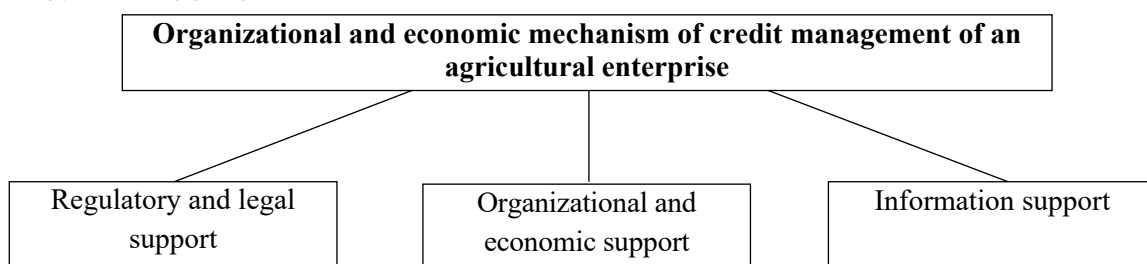 Organizational and economic mechanism of credit management of an
agricultural enterprise
Regulatory and legal
support
Organizational and
economic support
Information support